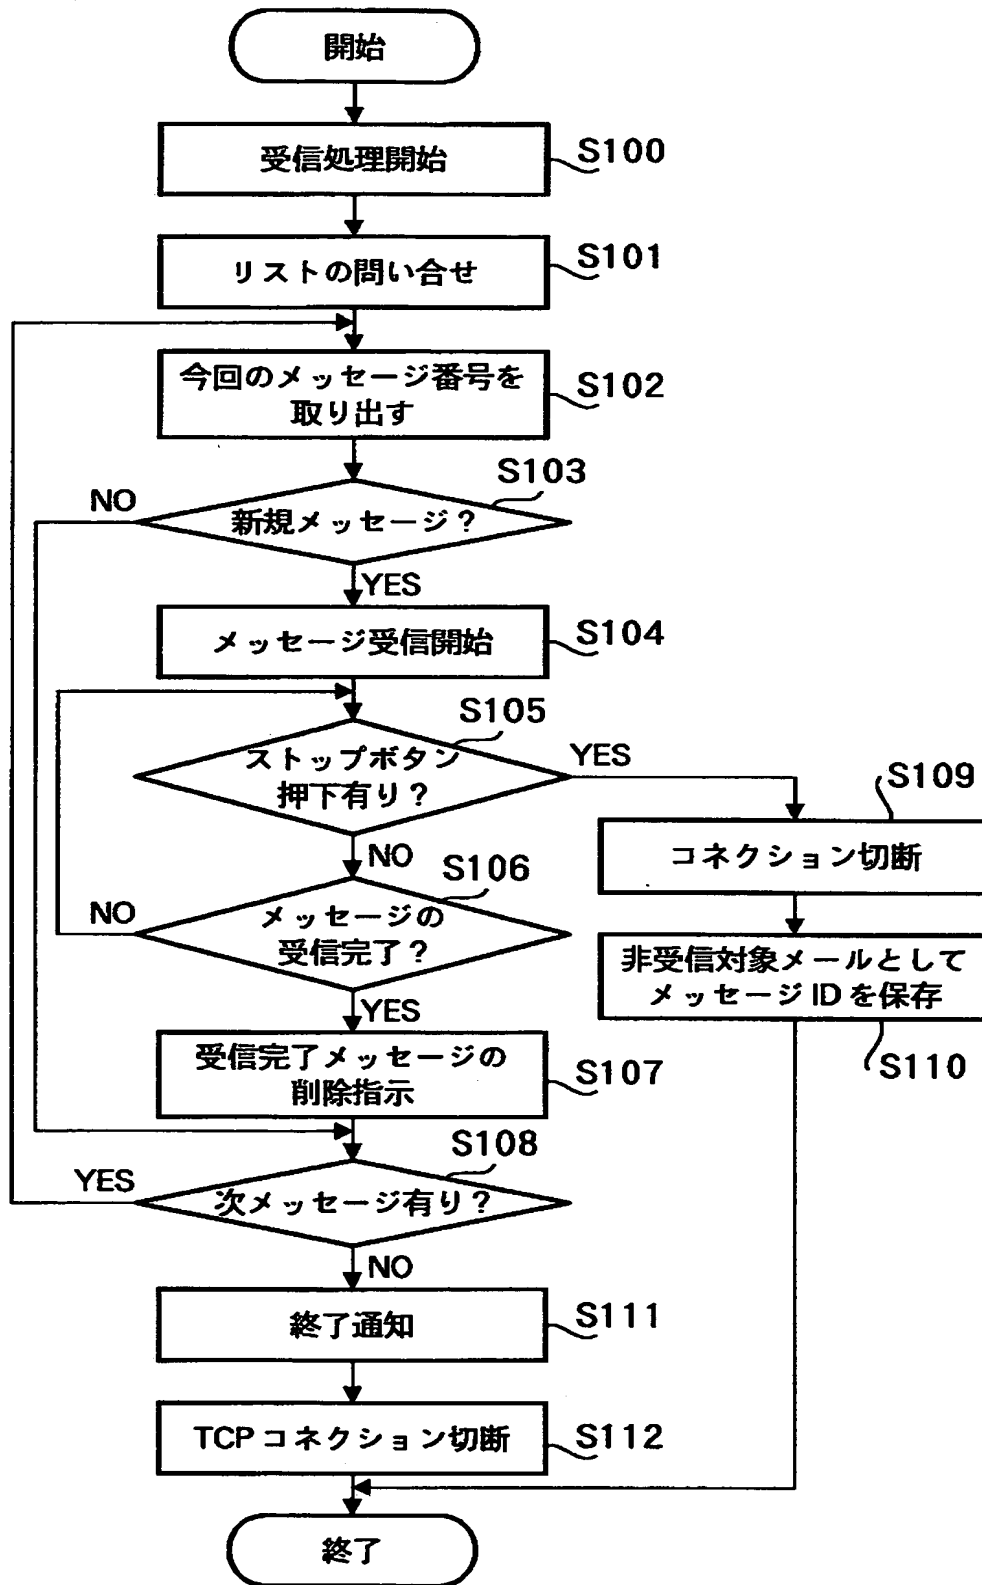 開始
受信処理開始
S100
リストの問い合せ
S101
今回のメッセージ番号を
取り出す
S102
S103
NO
新規メッセージ？
YES
メッセージ受信開始
S104
S105
ストップボタン
押下有り？
YES
S109
コネクション切断
NO
S106
NO
メッセージの
受信完了？
非受信対象メールとして
メッセージ ID を保存
S110
YES
受信完了メッセージの
削除指示
S107
S108
YES
次メッセージ有り？
NO
終了通知
S111
TCP コネクション切断
S112
終了